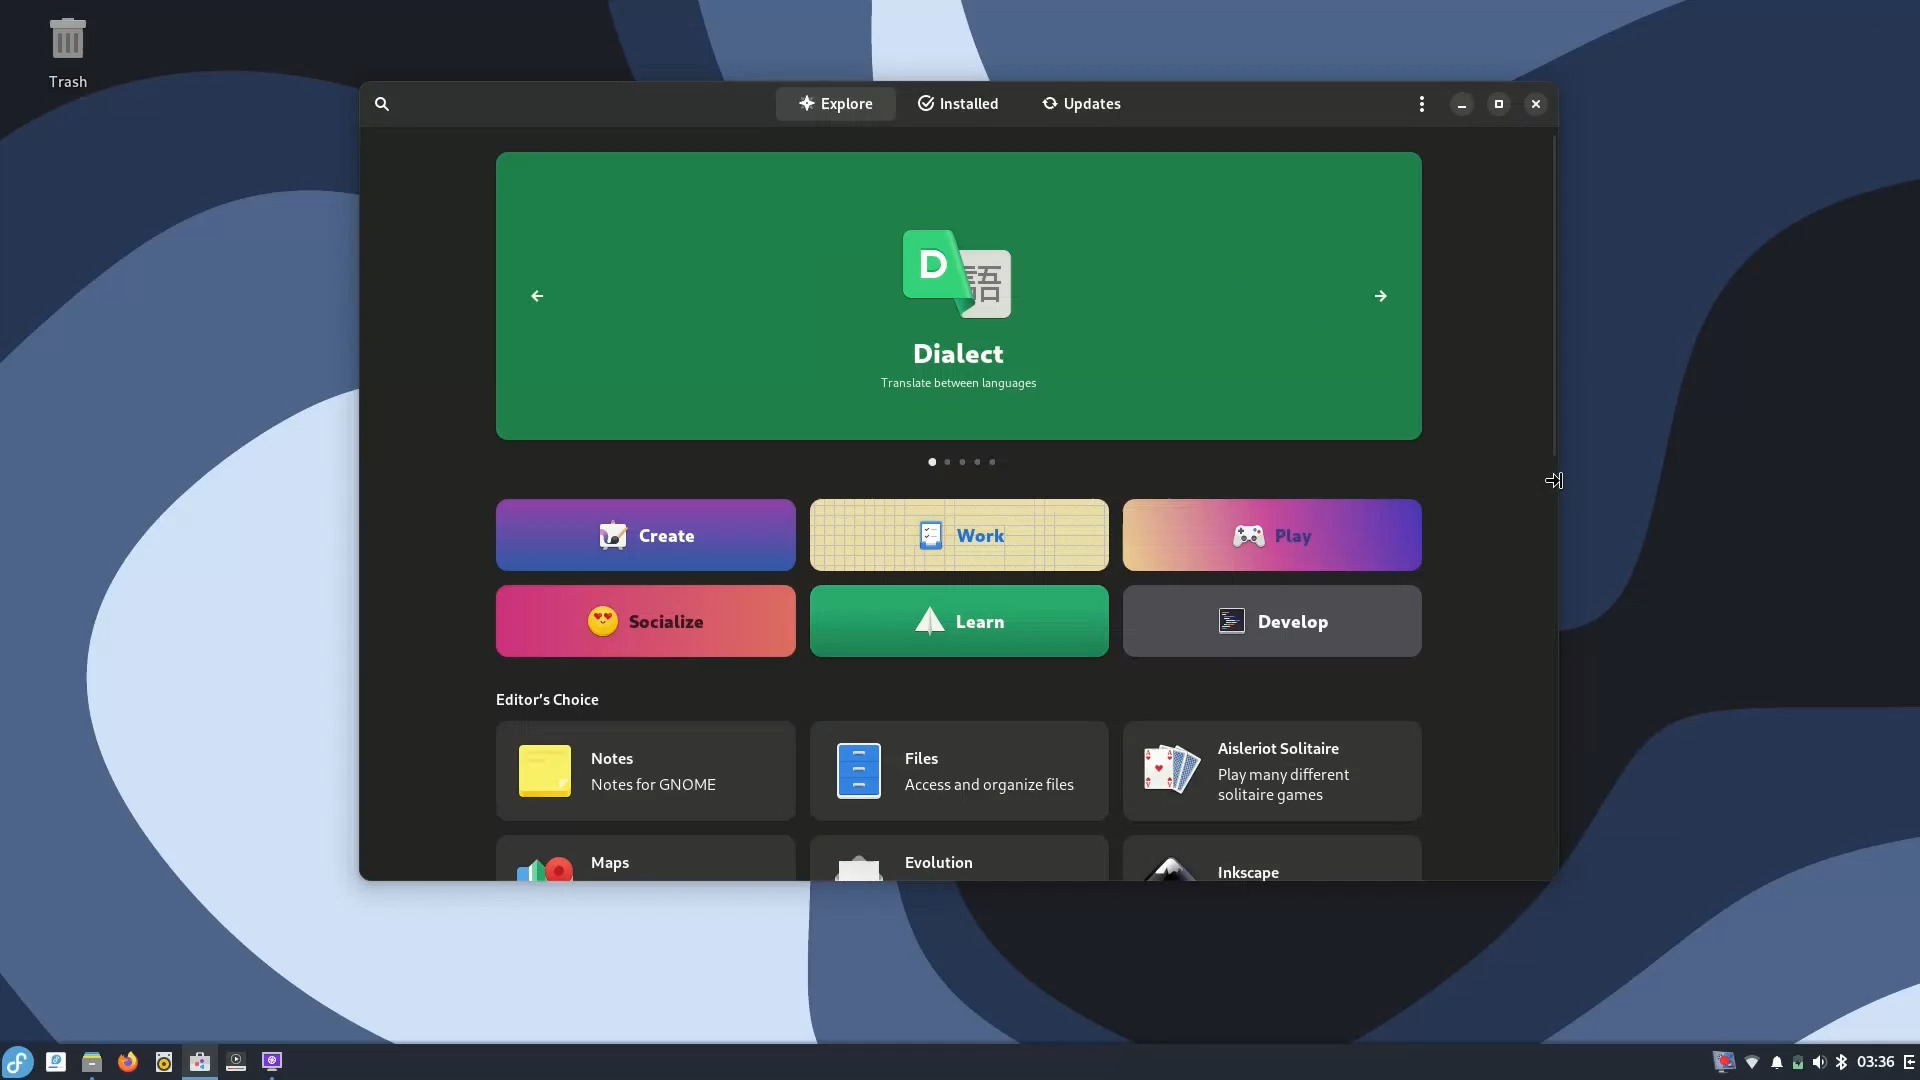 Trash
Explore
Installed
Updates
D
語
Dialect
Translate between languages
Create
Work
Play
Socialize
Learn
Develop
Editor's Choice
Notes
Notes for GNOME
Files
Access and organize files
Aisleriot Solitaire
Play many different
solitaire games
Maps
Evolution
Inkscape
03:36